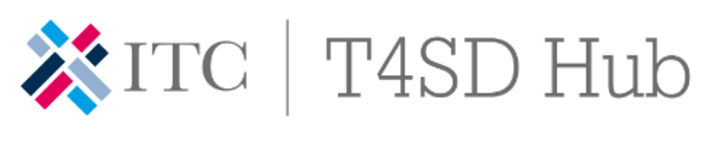 ITC | T4SD Hub